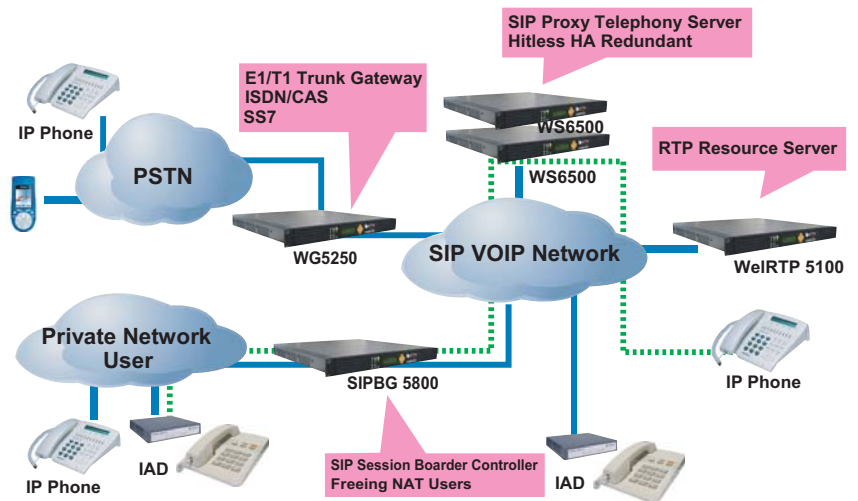 SIP Proxy Telephony Server
Hitless HA Redundant
E1/T1 Trunk Gateway
ISDN/CAS
SS7
WS6500
IP Phone
RTP Resource Server
WS6500
PSTN
WG5250
SIP VOIP Network
WelRTP 5100
Private Network
User
SIPBG 5800
IP Phone
IAD
SIP Session Boarder Controller
Freeing NAT Users
IP Phone
IAD